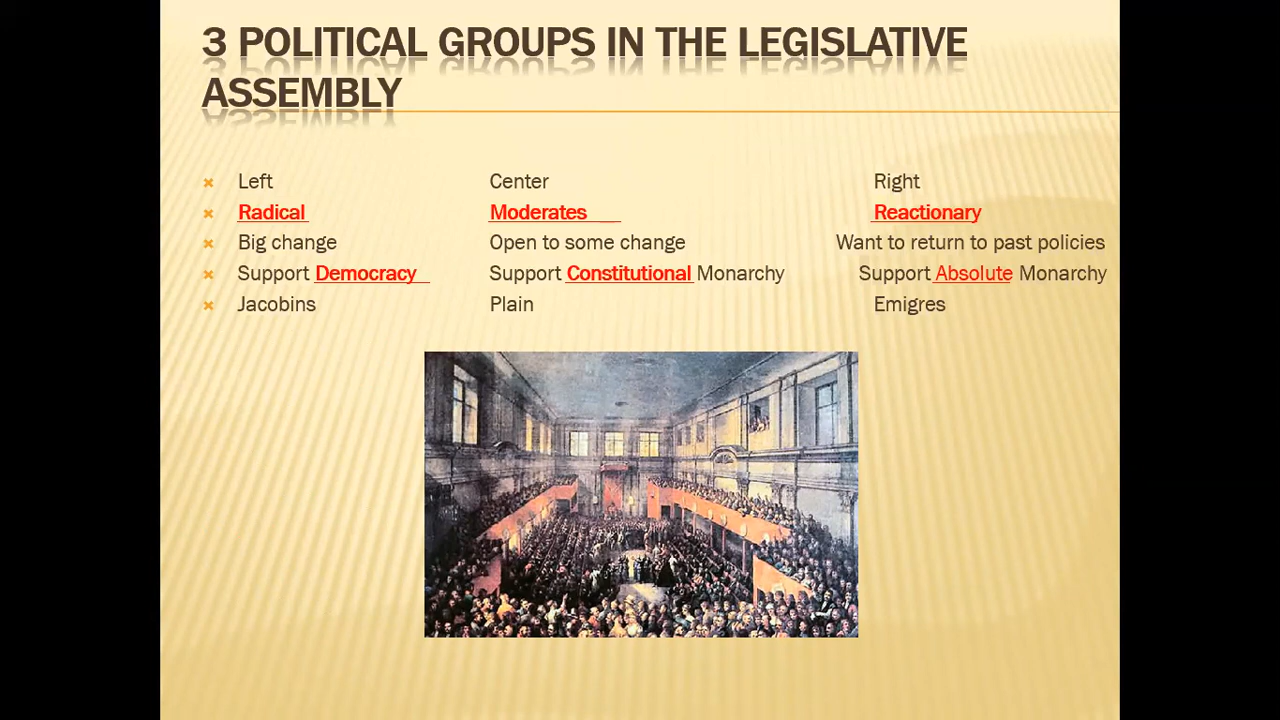 3 POLITICAL GROUPS IN THE LEGISLATIVE
ASSEMBLY
Left Center Right
Radical Moderates Reactionary
Big change Open to some change Want to return to past policies
Support Democracy Support Constitutional Monarchy Support Absolute Monarchy
Jacobins Plain Emigres